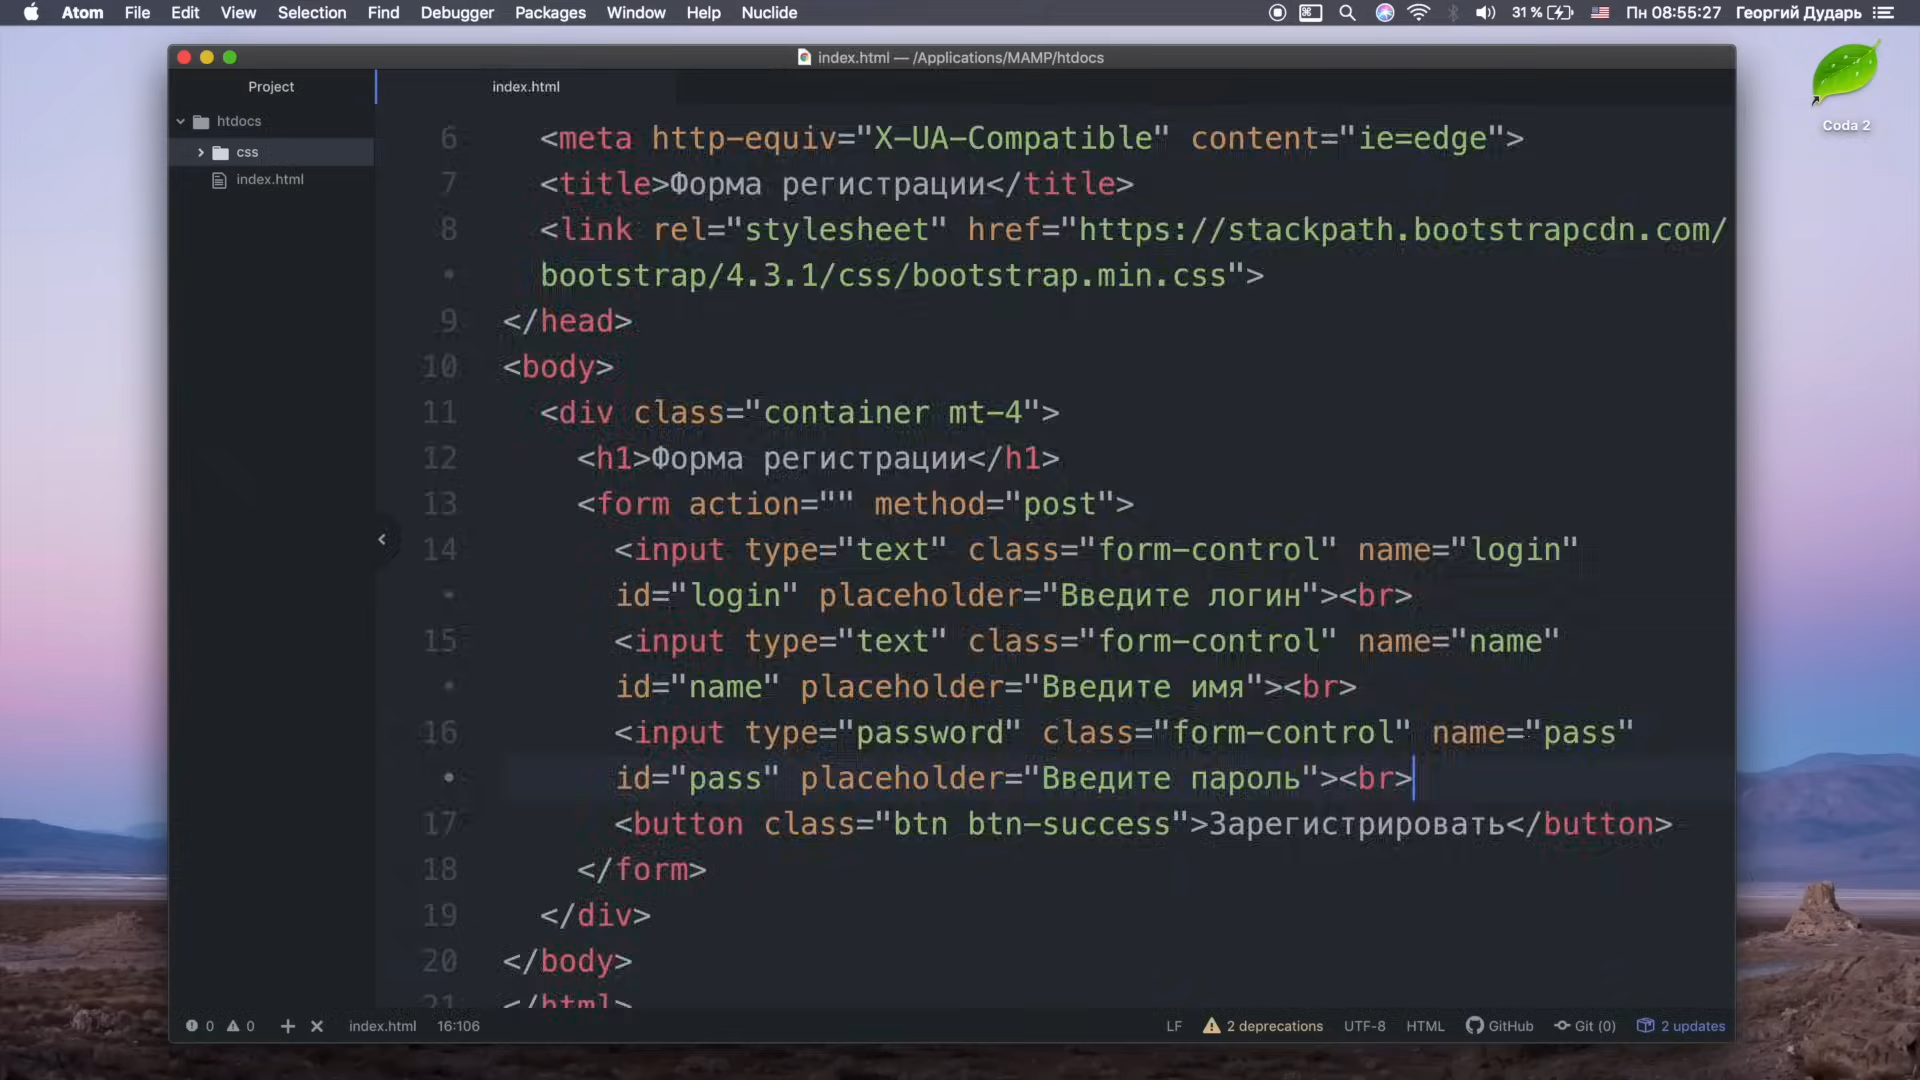 Atom File Edit View Selection Find Debugger Packages Window Help Nuclide 31 % Пн 08:55:27 Георгий Дударь
index.html — /Applications/MAMP/htdocs
Project
index.html
htdocs
css
index.html
Coda 2
6 <meta http-equiv="X-UA-Compatible" content="ie=edge">
7 <title>Форма регистрации</title>
8 <link rel="stylesheet" href="https://stackpath.bootstrapcdn.com/
bootstrap/4.3.1/css/bootstrap.min.css">
9 </head>
10 <body>
11 <div class="container mt-4">
12 <h1>Форма регистрации</h1>
13 <form action="" method="post">
14 <input type="text" class="form-control" name="login"
id="login" placeholder="Введите логин"><br>
15 <input type="text" class="form-control" name="name"
id="name" placeholder="Введите имя"><br>
16 <input type="password" class="form-control" name="pass"
id="pass" placeholder="Введите пароль"><br>
17 <button class="btn btn-success">Зарегистрировать</button>
18 </form>
19 </div>
20 </body>
21 </html>
0 0 index.html 16:106 LF 2 deprecations UTF-8 HTML GitHub Git (0) 2 updates